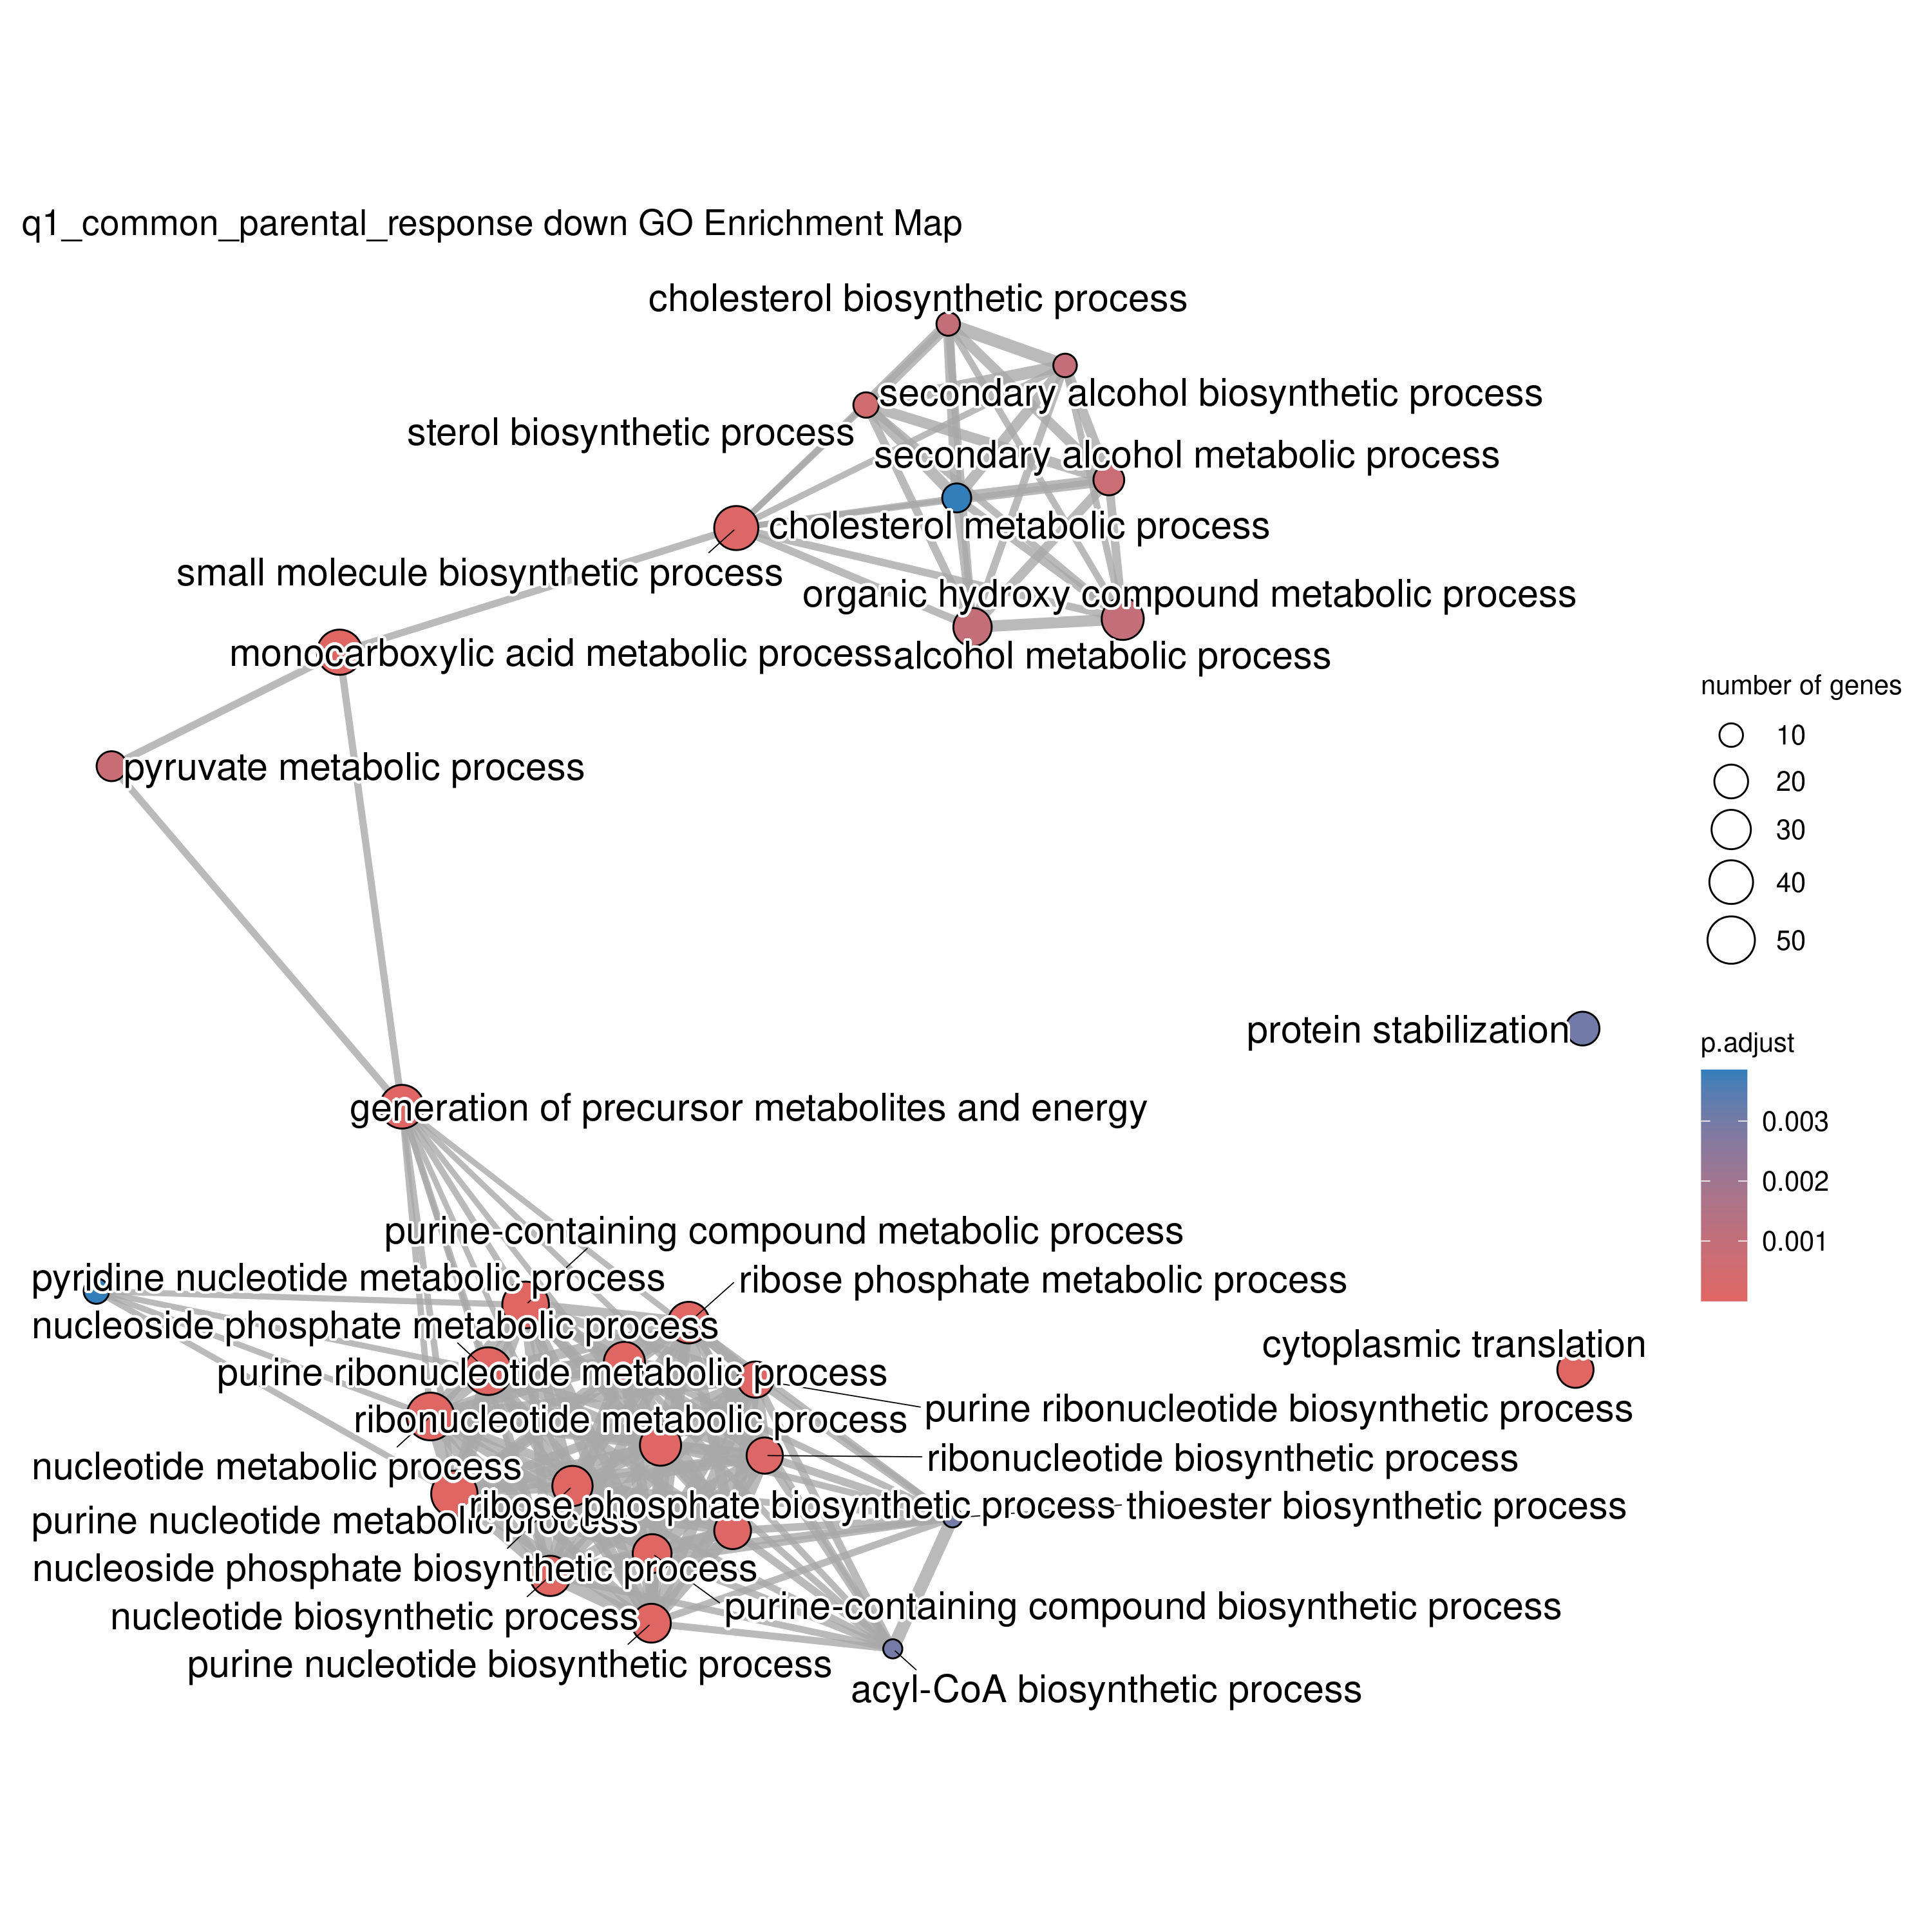 q1_common_parental_response down GO Enrichment Map
cholesterol biosynthetic process
secondary alcohol biosynthetic process
sterol biosynthetic process
secondary alcohol metabolic process
cholesterol metabolic process
small molecule biosynthetic process
organic hydroxy compound metabolic process
monocarboxylic acid metabolic process
alcohol metabolic process
pyruvate metabolic process
generation of precursor metabolites and energy
protein stabilization
purine-containing compound metabolic process
pyridine nucleotide metabolic process
ribose phosphate metabolic process
nucleoside phosphate metabolic process
cytoplasmic translation
purine ribonucleotide metabolic process
purine ribonucleotide biosynthetic process
ribonucleotide metabolic process
ribonucleotide biosynthetic process
nucleotide metabolic process
ribose phosphate biosynthetic process
thioester biosynthetic process
purine nucleotide metabolic process
nucleoside phosphate biosynthetic process
purine-containing compound biosynthetic process
nucleotide biosynthetic process
purine nucleotide biosynthetic process
acyl-CoA biosynthetic process
number of genes
10
20
30
40
50
p.adjust
0.003
0.002
0.001